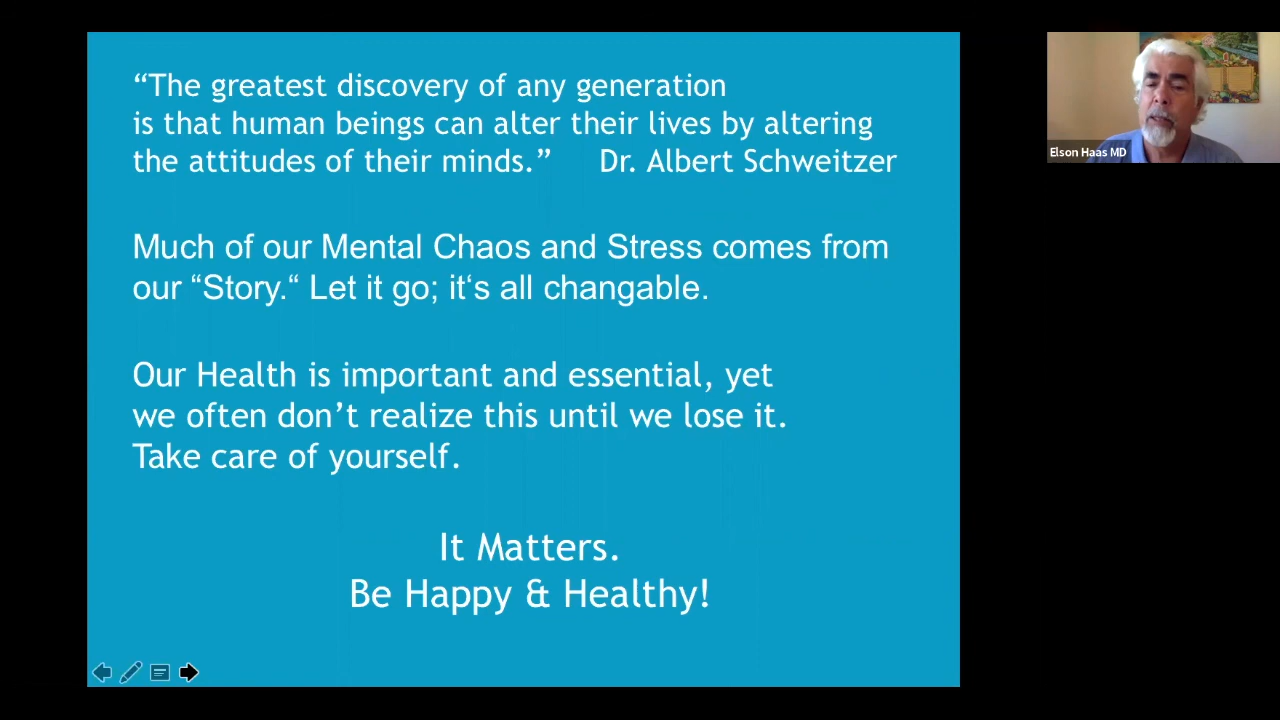 “The greatest discovery of any generation
is that human beings can alter their lives by altering
the attitudes of their minds.” Dr. Albert Schweitzer
Much of our Mental Chaos and Stress comes from
our “Story.“ Let it go; it‘s all changable.
Our Health is important and essential, yet
we often don’t realize this until we lose it.
Take care of yourself.
It Matters.
Be Happy & Healthy!
Elson Haas MD